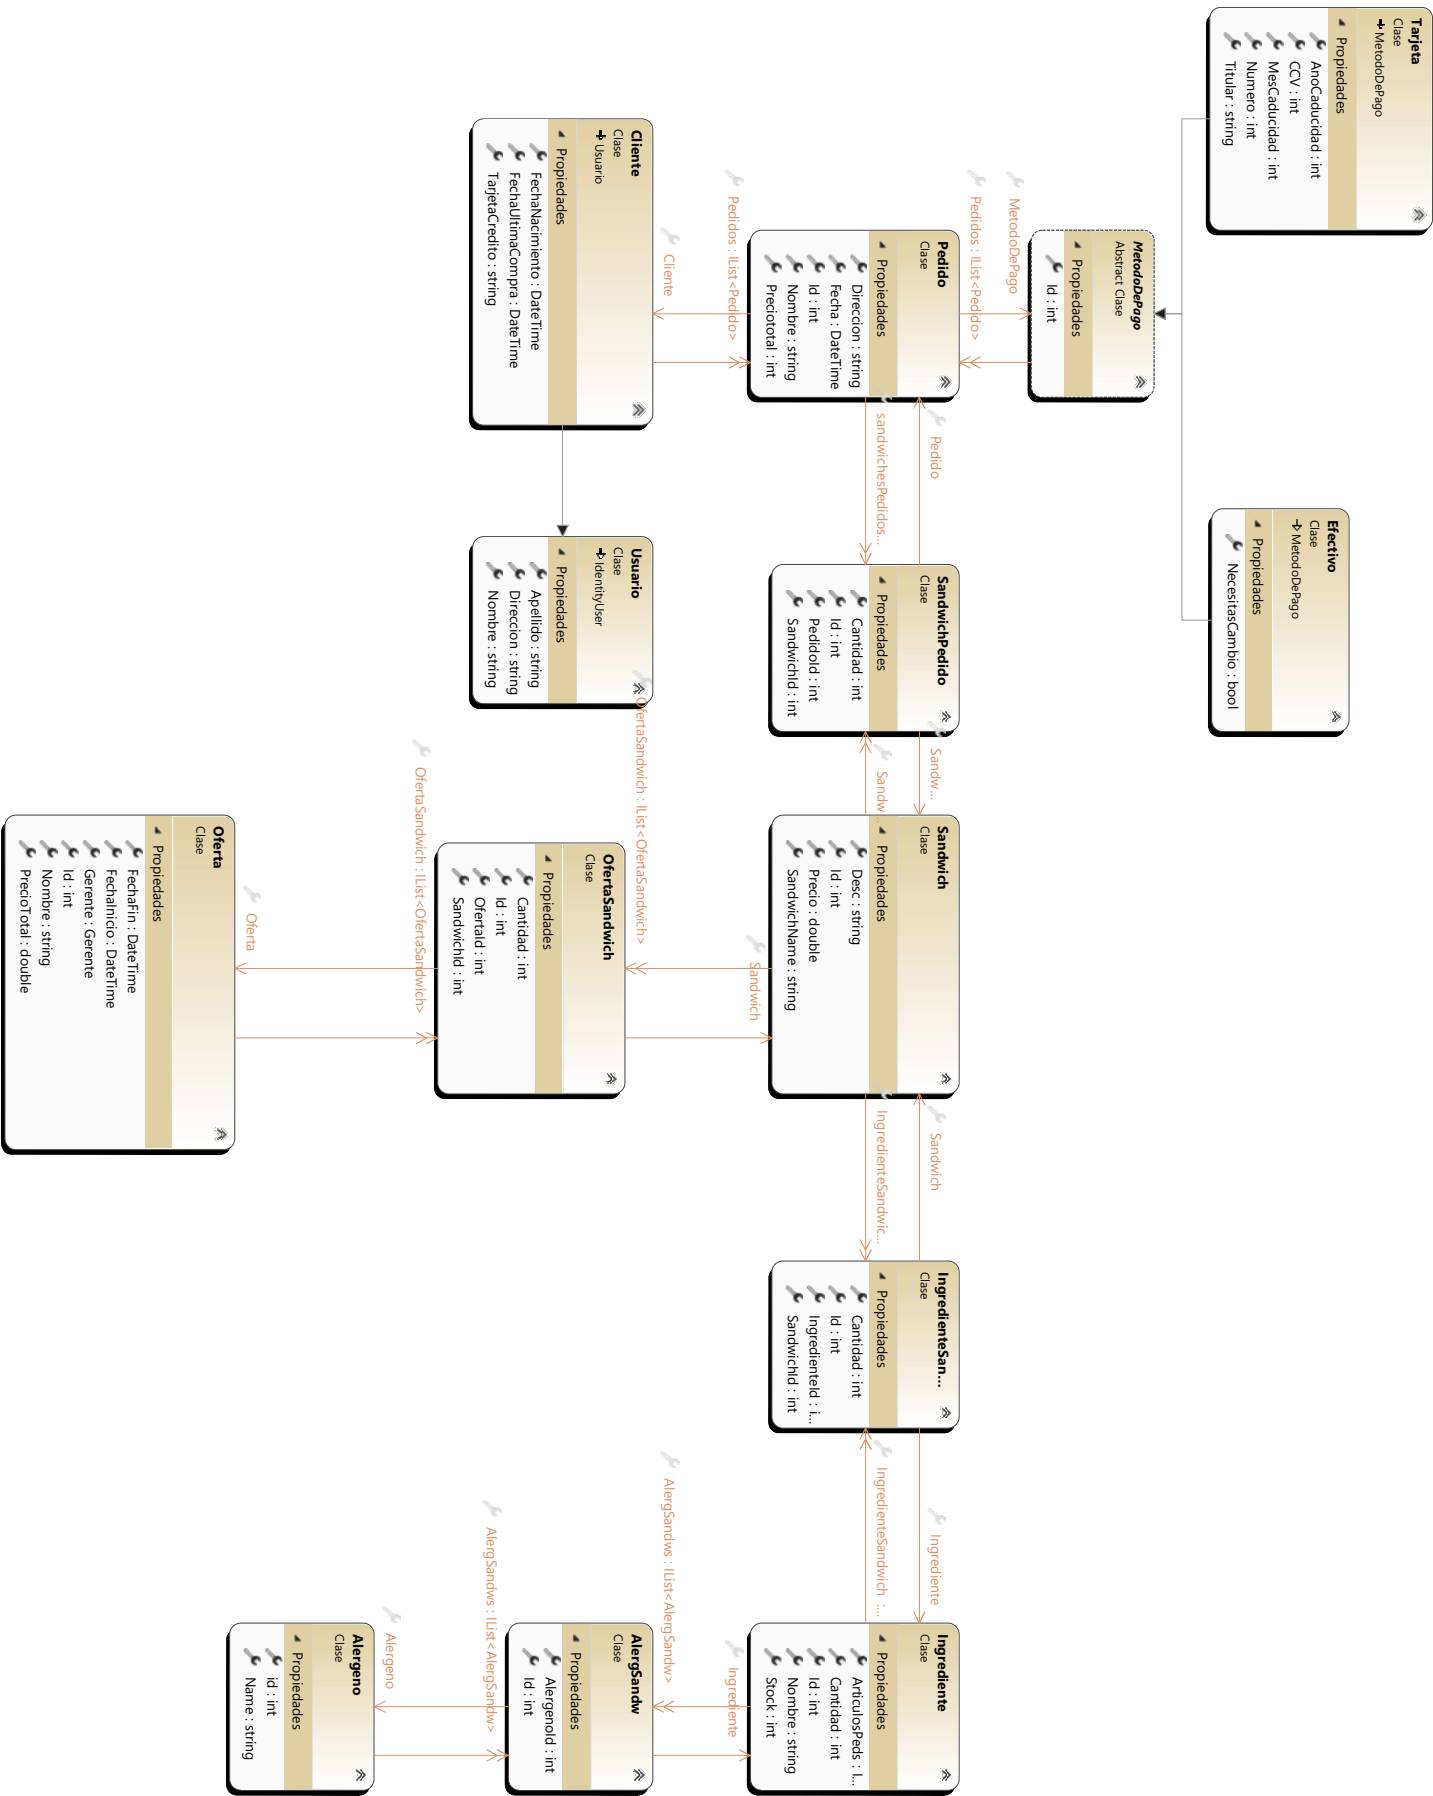 Tarjeta
Clase
MetodoDePago
Propiedades
AnoCaducidad : int
CCV : int
MesCaducidad : int
Numero : int
Titular : string
Efectivo
Clase
MetodoDePago
Propiedades
NecesitasCambio : bool
MetodoDePago
Abstract Clase
Propiedades
Id : int
MetodoDePago
Pedidos : IList<Pedido>
Pedido
Clase
Propiedades
Direccion : string
Fecha : DateTime
Id : int
Nombre : string
Preciototal : int
Pedido
sandwichesPedidos...
SandwichPedido
Clase
Propiedades
Cantidad : int
Id : int
PedidoId : int
SandwichId : int
Sandw...
Sandw...
Sandwich
Clase
Propiedades
Desc : string
Id : int
Precio : double
SandwichName : string
Sandwich
IngredienteSandwic...
IngredienteSan...
Clase
Propiedades
Cantidad : int
Id : int
IngredienteId : i...
SandwichId : int
Ingrediente
IngredienteSandwich : ...
Ingrediente
Clase
Propiedades
ArticulosPeds : I...
Cantidad : int
Id : int
Nombre : string
Stock : int
Pedidos : IList<Pedido>
Cliente
Cliente
Clase
Usuario
Propiedades
FechaNacimiento : DateTime
FechaUltimaCompra : DateTime
TarjetaCredito : string
Usuario
Clase
IdentityUser
Propiedades
Apellido : string
Direccion : string
Nombre : string
Sandwich
OfertaSandwich : IList<OfertaSandwich>
OfertaSandwich
Clase
Propiedades
Cantidad : int
Id : int
OfertaId : int
SandwichId : int
Ingrediente
AlergSandws : IList<AlergSandw>
AlergSandw
Clase
Propiedades
AlergenoId : int
Id : int
OfertaSandwich : IList<OfertaSandwich>
Oferta
Oferta
Clase
Propiedades
FechaFin : DateTime
FechaInicio : DateTime
Gerente : Gerente
Id : int
Nombre : string
PrecioTotal : double
AlergSandws : IList<AlergSandw>
Alergeno
Alergeno
Clase
Propiedades
id : int
Name : string